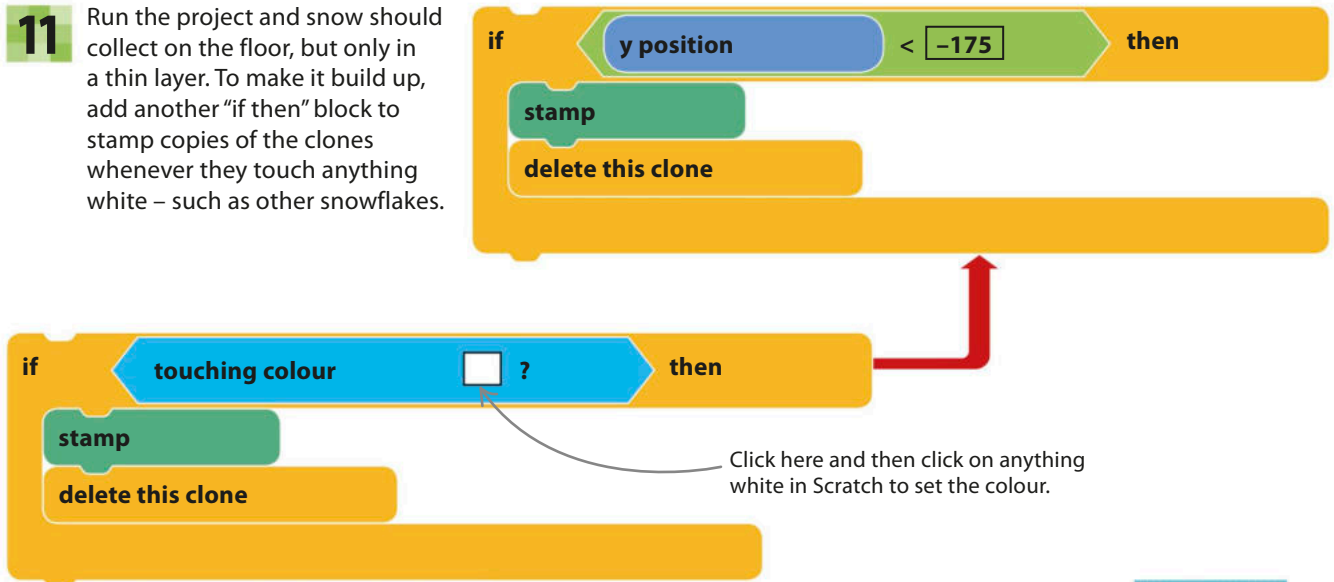 11
Run the project and snow should
collect on the floor, but only in
a thin layer. To make it build up,
add another “if then” block to
stamp copies of the clones
whenever they touch anything
white – such as other snowflakes.
if y position < –175 then
stamp
delete this clone
if touching colour ? then
stamp
delete this clone
Click here and then click on anything
white in Scratch to set the colour.